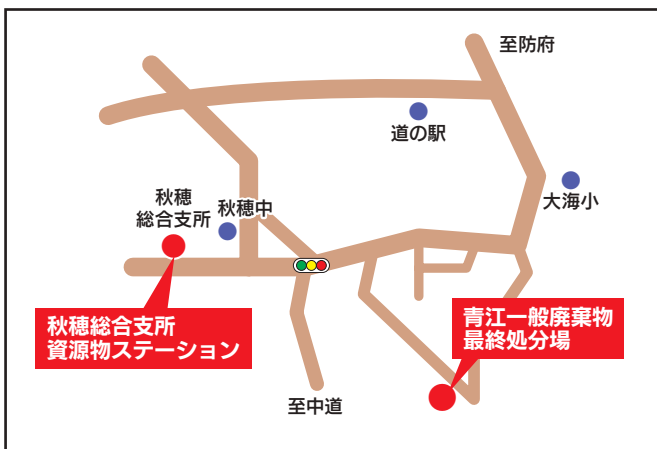 至防府
道の駅
大海小
秋穂
総合支所
秋穂中
秋穂総合支所
資源物ステーション
青江一般廃棄物
最終処分場
至中道